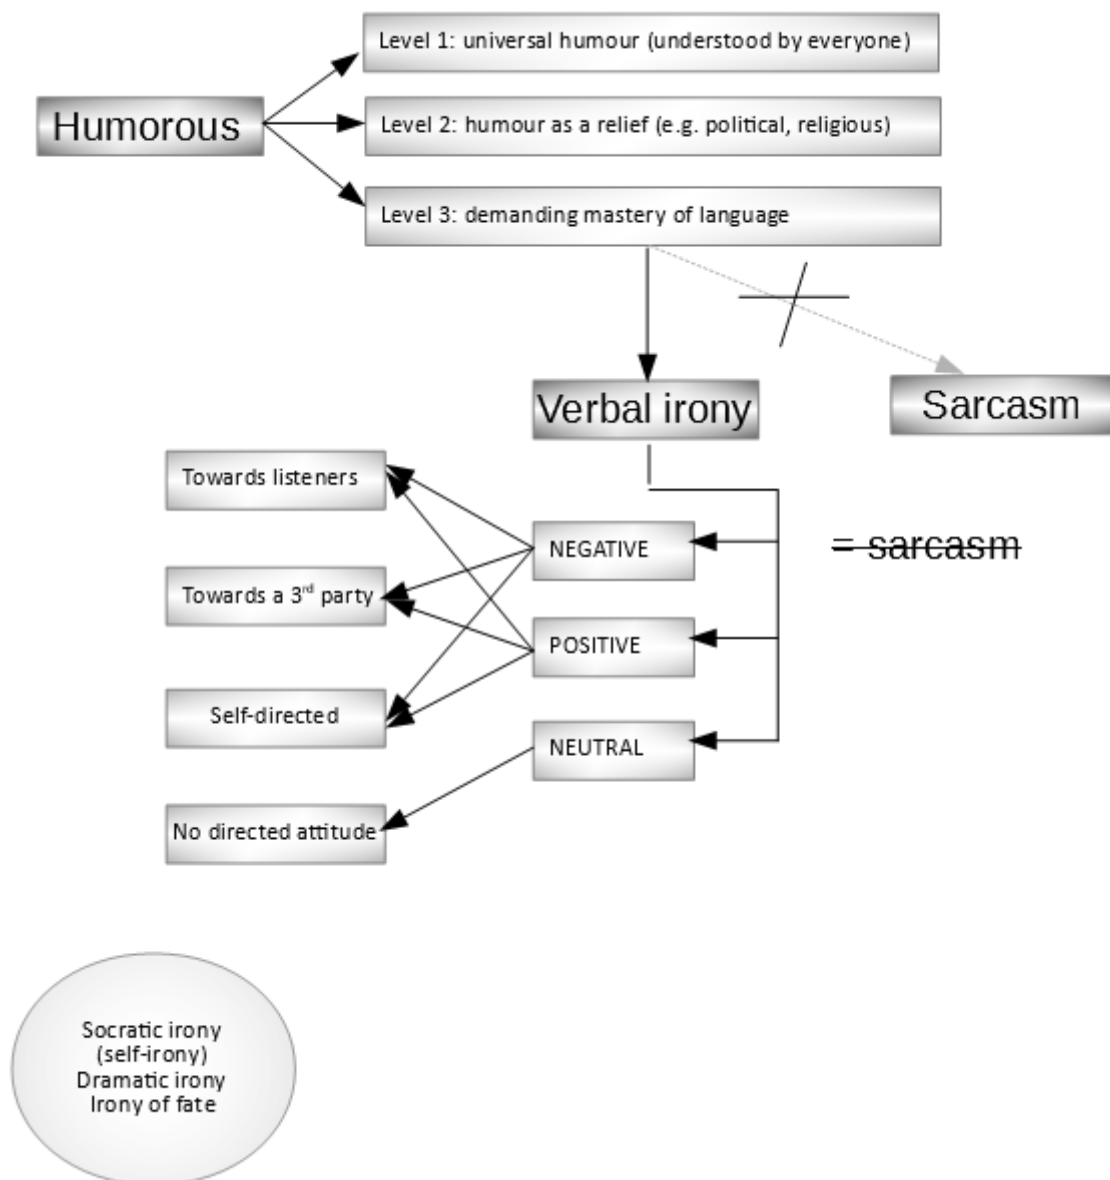 Level 1: universal humour (understood by everyone)
Humorous
Level 2: humour as a relief (e.g. political, religious)
Level 3: demanding mastery of language
Verbal irony
Sarcasm
Towards listeners
NEGATIVE
= sarcasm
Towards a 3rd party
POSITIVE
Self-directed
NEUTRAL
No directed attitude
Socratic irony
(self-irony)
Dramatic irony
Irony of fate